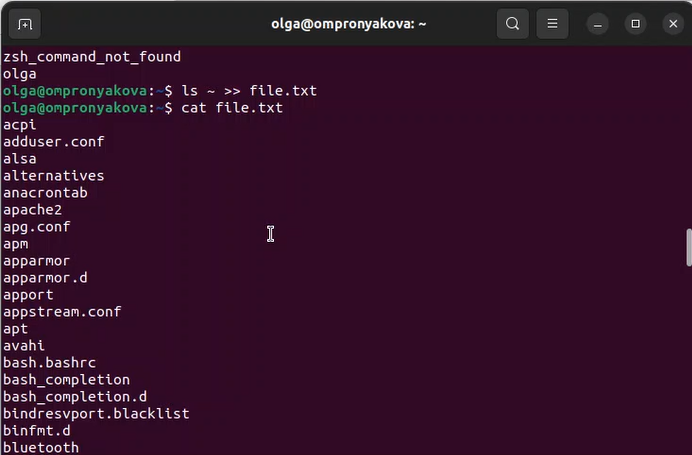 olga@ompronyakova: ~
zsh_command_not_found
olga
olga@ompronyakova:~$ ls ~ >> file.txt
olga@ompronyakova:~$ cat file.txt
acpi
adduser.conf
alsa
alternatives
anacrontab
apache2
apg.conf
apm
apparmor
apparmor.d
apport
appstream.conf
apt
avahi
bash.bashrc
bash_completion
bash_completion.d
bindresvport.blacklist
binfmt.d
bluetooth